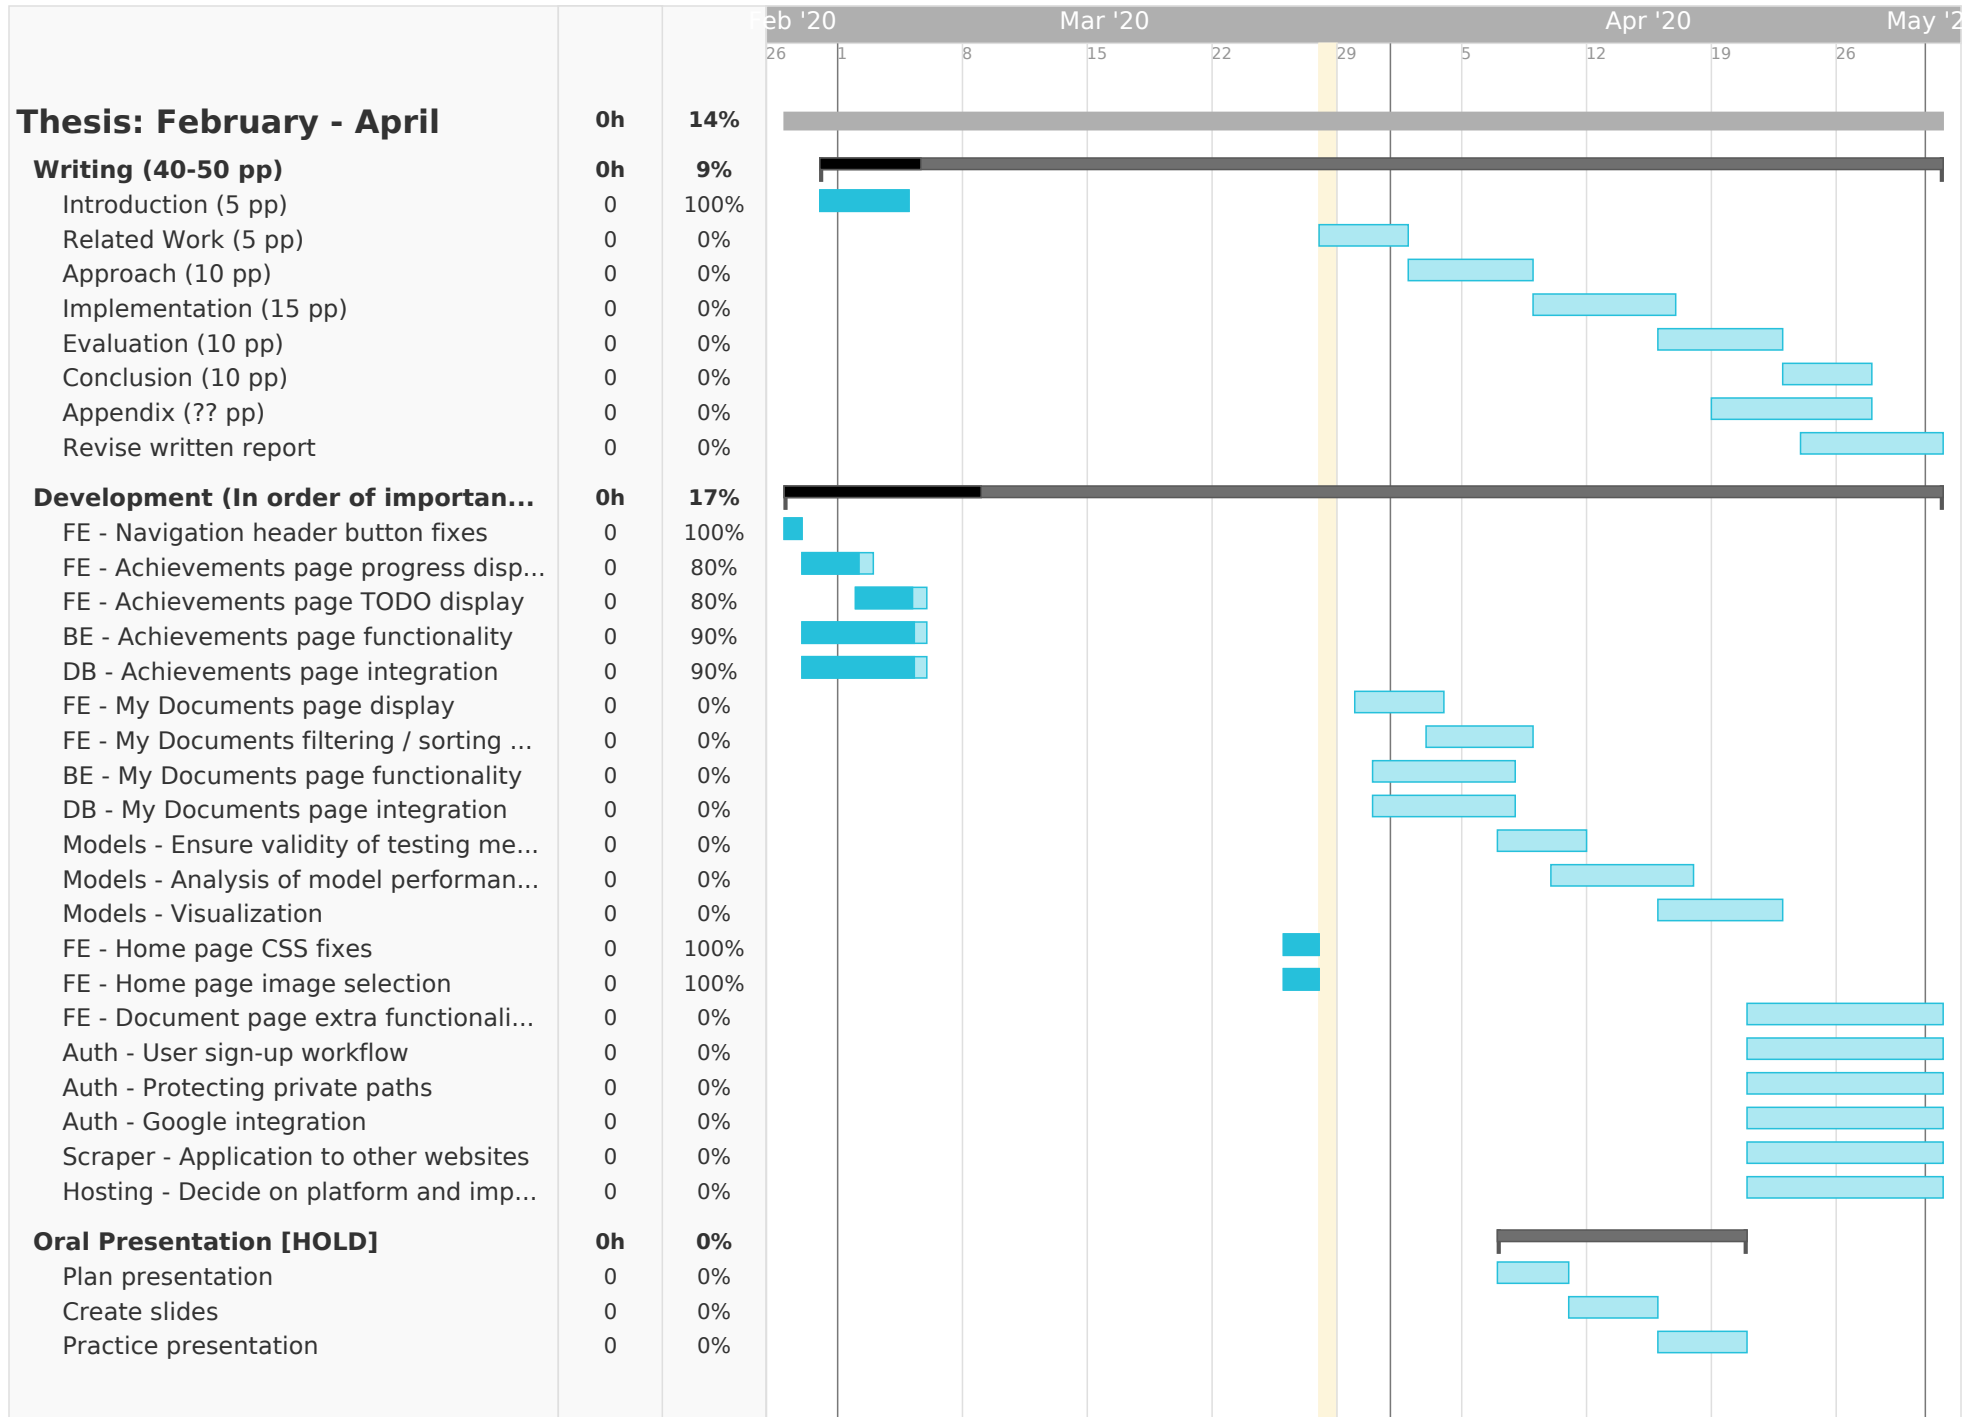 Feb '20 Mar '20 Apr '20 May '2
26 1 8 15 22 29 5 12 19 26
Thesis: February - April 0h 14%
Writing (40-50 pp) 0h 9%
Introduction (5 pp) 0 100%
Related Work (5 pp) 0 0%
Approach (10 pp) 0 0%
Implementation (15 pp) 0 0%
Evaluation (10 pp) 0 0%
Conclusion (10 pp) 0 0%
Appendix (?? pp) 0 0%
Revise written report 0 0%
Development (In order of importan... 0h 17%
FE - Navigation header button fixes 0 100%
FE - Achievements page progress disp... 0 80%
FE - Achievements page TODO display 0 80%
BE - Achievements page functionality 0 90%
DB - Achievements page integration 0 90%
FE - My Documents page display 0 0%
FE - My Documents filtering / sorting ... 0 0%
BE - My Documents page functionality 0 0%
DB - My Documents page integration 0 0%
Models - Ensure validity of testing me... 0 0%
Models - Analysis of model performan... 0 0%
Models - Visualization 0 0%
FE - Home page CSS fixes 0 100%
FE - Home page image selection 0 100%
FE - Document page extra functionali... 0 0%
Auth - User sign-up workflow 0 0%
Auth - Protecting private paths 0 0%
Auth - Google integration 0 0%
Scraper - Application to other websites 0 0%
Hosting - Decide on platform and imp... 0 0%
Oral Presentation [HOLD] 0h 0%
Plan presentation 0 0%
Create slides 0 0%
Practice presentation 0 0%